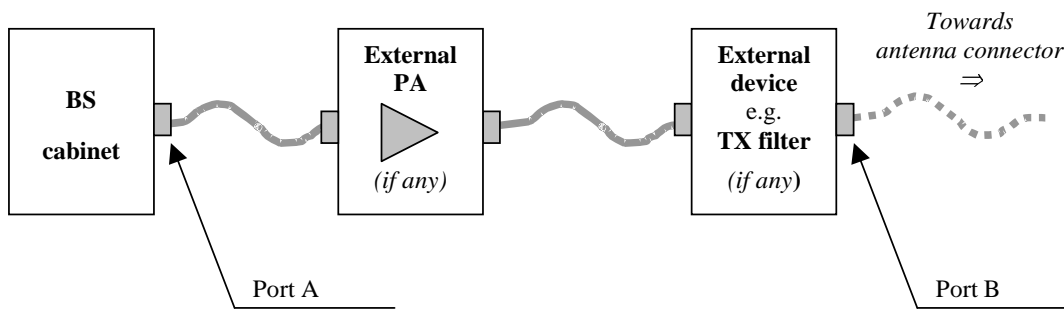 BS
cabinet
External
PA
(if any)
External
device
e.g.
TX filter
(if any)
Towards
antenna connector
⇒
Port A
Port B